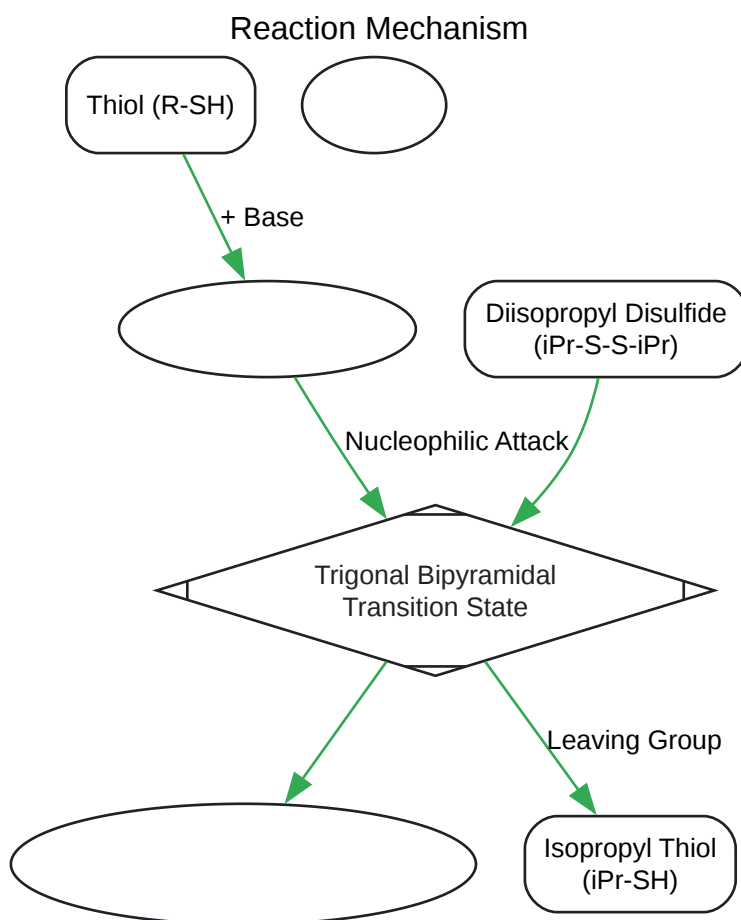 Reaction Mechanism
Thiol (R-SH)
+ Base
Diisopropyl Disulfide
(iPr-S-S-iPr)
Nucleophilic Attack
Trigonal Bipyramidal
Transition State
Leaving Group
Isopropyl Thiol
(iPr-SH)